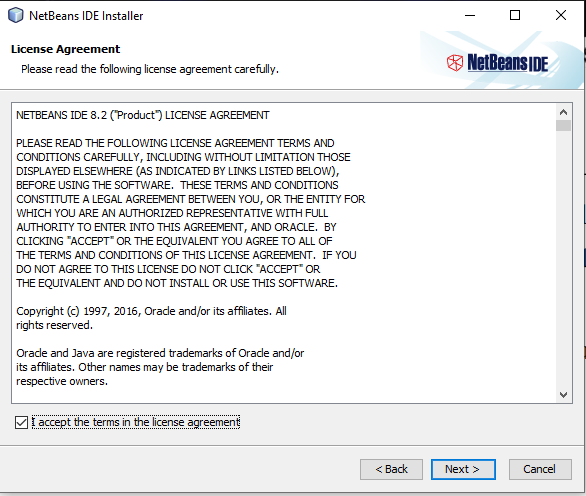 NetBeans IDE Installer
License Agreement
Please read the following license agreement carefully.
NetBeans IDE
NETBEANS IDE 8.2 ("Product") LICENSE AGREEMENT
PLEASE READ THE FOLLOWING LICENSE AGREEMENT TERMS AND
CONDITIONS CAREFULLY, INCLUDING WITHOUT LIMITATION THOSE
DISPLAYED ELSEWHERE (AS INDICATED BY LINKS LISTED BELOW),
BEFORE USING THE SOFTWARE.  THESE TERMS AND CONDITIONS
CONSTITUTE A LEGAL AGREEMENT BETWEEN YOU, OR THE ENTITY FOR
WHICH YOU ARE AN AUTHORIZED REPRESENTATIVE WITH FULL
AUTHORITY TO ENTER INTO THIS AGREEMENT, AND ORACLE.  BY
CLICKING "ACCEPT" OR THE EQUIVALENT YOU AGREE TO ALL OF
THE TERMS AND CONDITIONS OF THIS LICENSE AGREEMENT.  IF YOU
DO NOT AGREE TO THIS LICENSE DO NOT CLICK "ACCEPT" OR
THE EQUIVALENT AND DO NOT INSTALL OR USE THIS SOFTWARE.
Copyright (c) 1997, 2016, Oracle and/or its affiliates. All
rights reserved.
Oracle and Java are registered trademarks of Oracle and/or
its affiliates. Other names may be trademarks of their
respective owners.
I accept the terms in the license agreement
< Back
Next >
Cancel